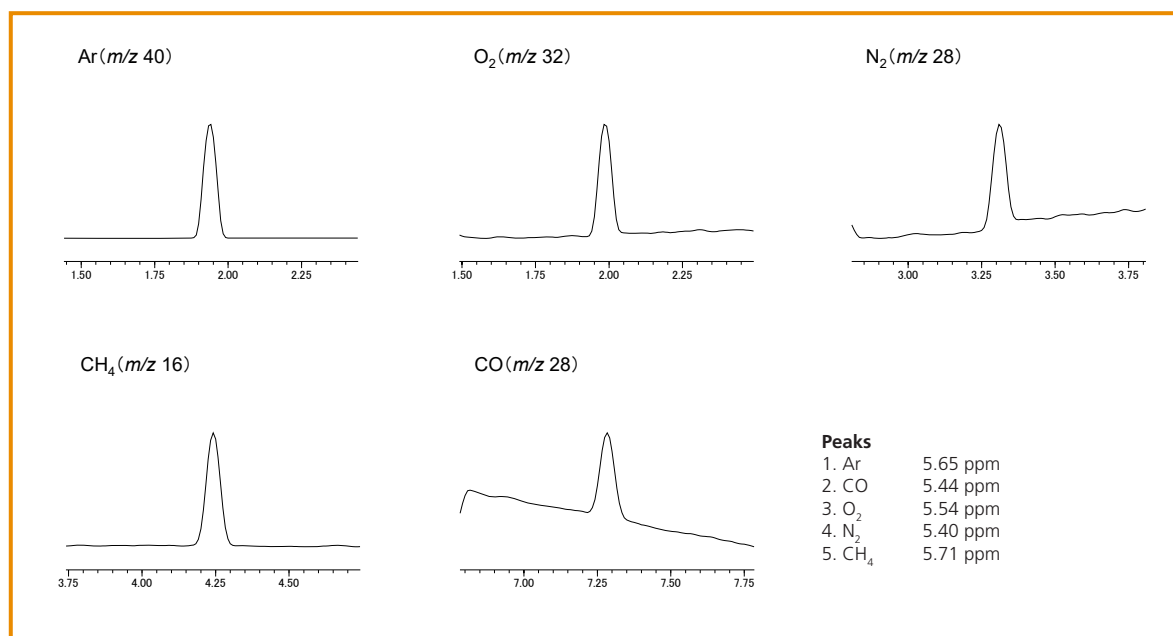 Ar(m/z 40)
O₂(m/z 32)
N₂(m/z 28)
1.50 1.75 2.00 2.25
1.50 1.75 2.00 2.25
3.00 3.25 3.50 3.75
CH₄(m/z 16)
CO(m/z 28)
3.75 4.00 4.25 4.50
7.00 7.25 7.50 7.75
Peaks
1. Ar 5.65 ppm
2. CO 5.44 ppm
3. O₂ 5.54 ppm
4. N₂ 5.40 ppm
5. CH₄ 5.71 ppm